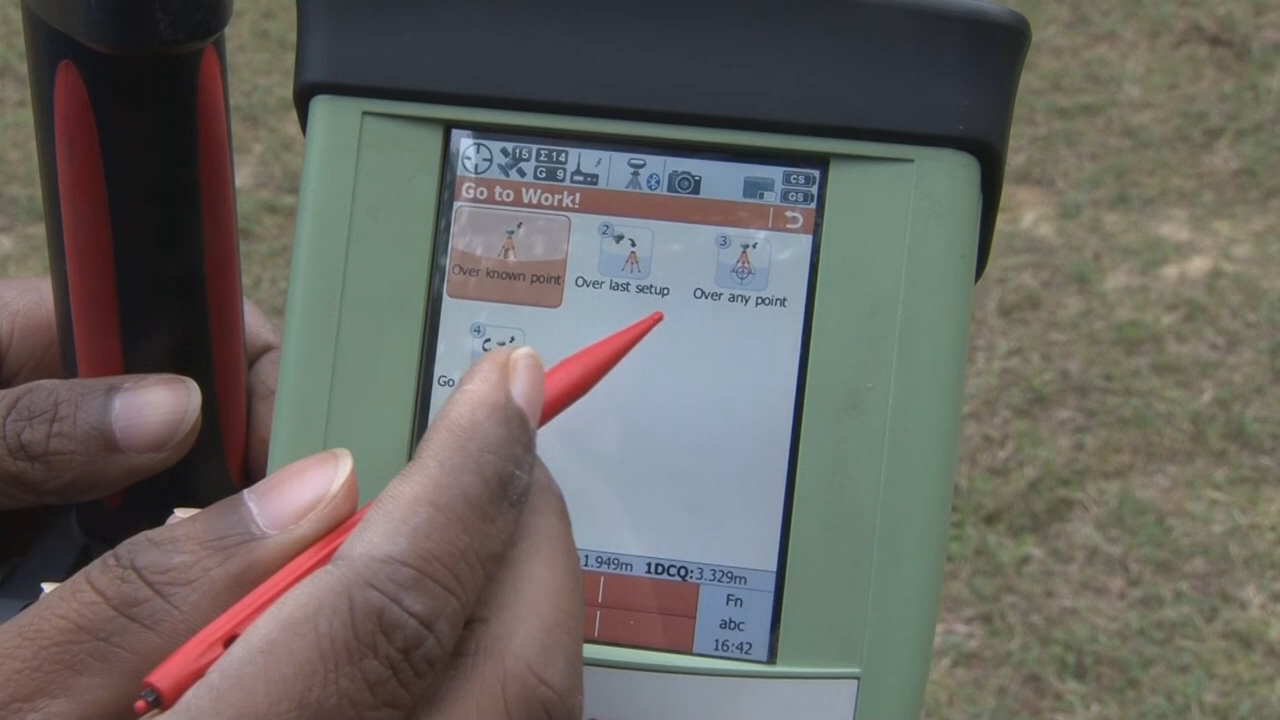 15 Σ 14
G 9
CS
GS
Go to Work!
Over known point
2
Over last setup
3
Over any point
4
Go
1.949m 1DCQ:3.329m
Fn
abc
16:42